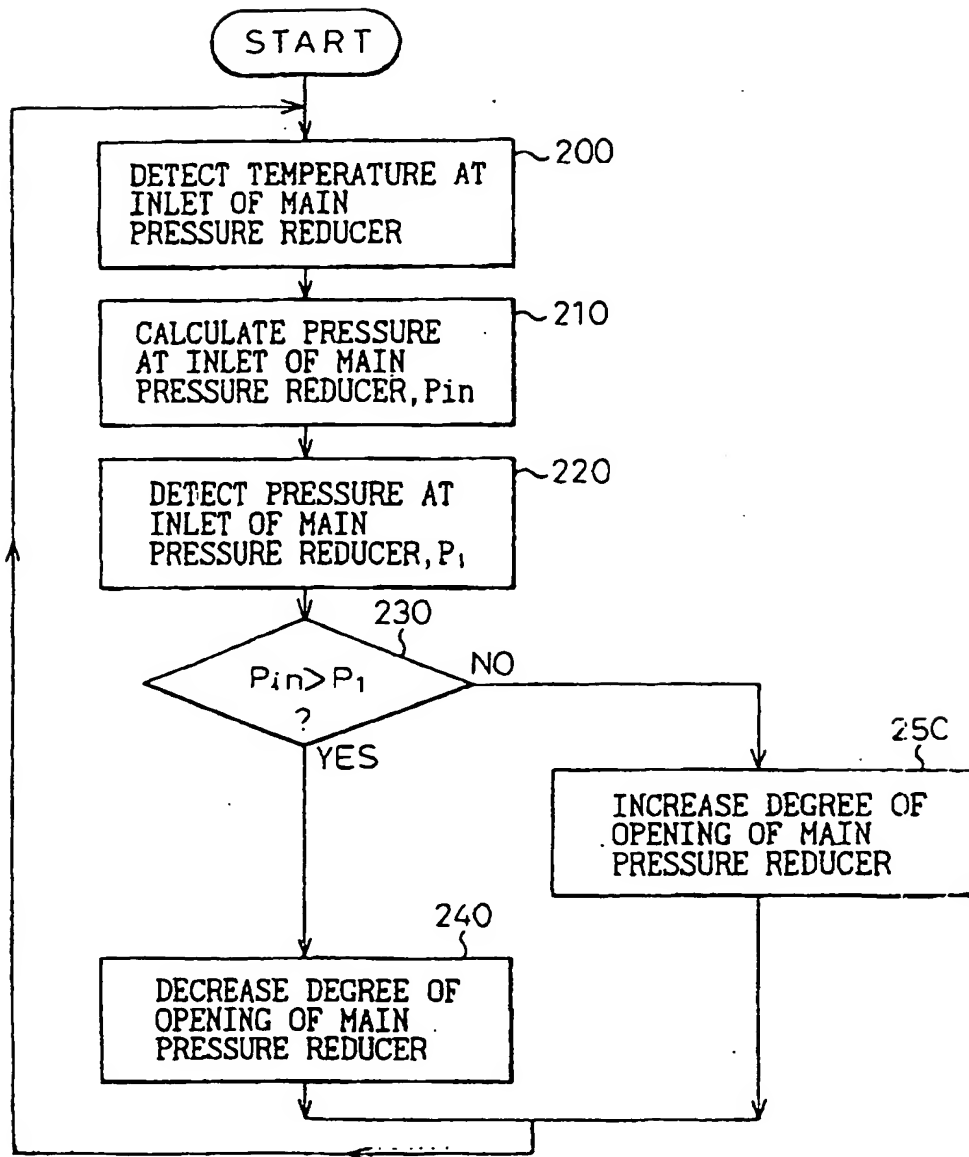 START
200
DETECT TEMPERATURE AT
INLET OF MAIN
PRESSURE REDUCER
210
CALCULATE PRESSURE
AT INLET OF MAIN
PRESSURE REDUCER, Pin
220
DETECT PRESSURE AT
INLET OF MAIN
PRESSURE REDUCER, P₁
230
Pin>P₁
?
NO
YES
25C
INCREASE DEGREE OF
OPENING OF MAIN
PRESSURE REDUCER
240
DECREASE DEGREE OF
OPENING OF MAIN
PRESSURE REDUCER